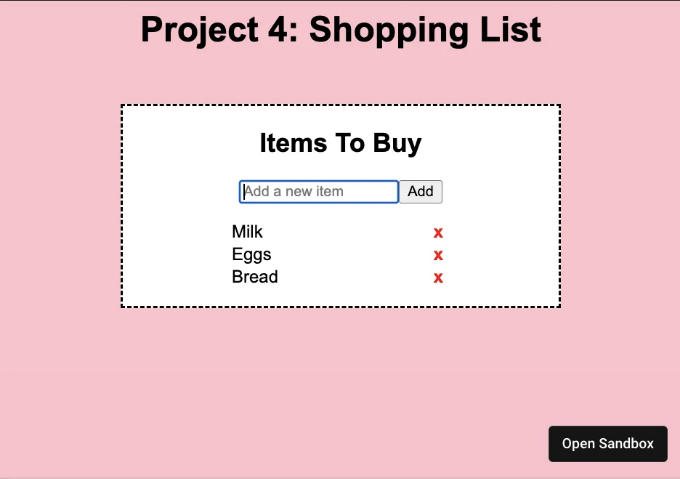 Project 4: Shopping List
Items To Buy
Add a new item Add
Milk x
Eggs x
Bread x
Open Sandbox